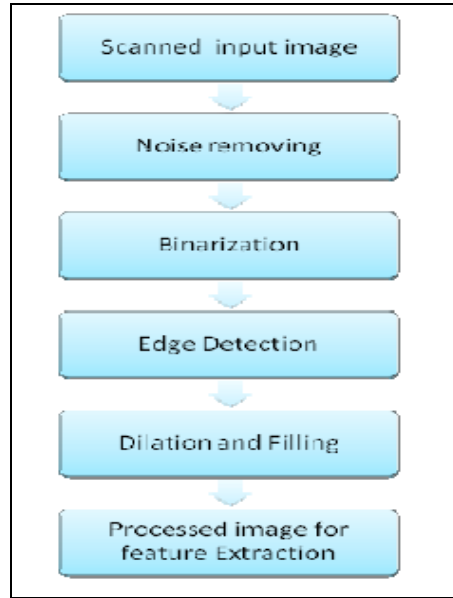 Scanned input image
Noise removing
Binarization
Edge Detection
Dilation and Filling
Processed image for
feature Extraction